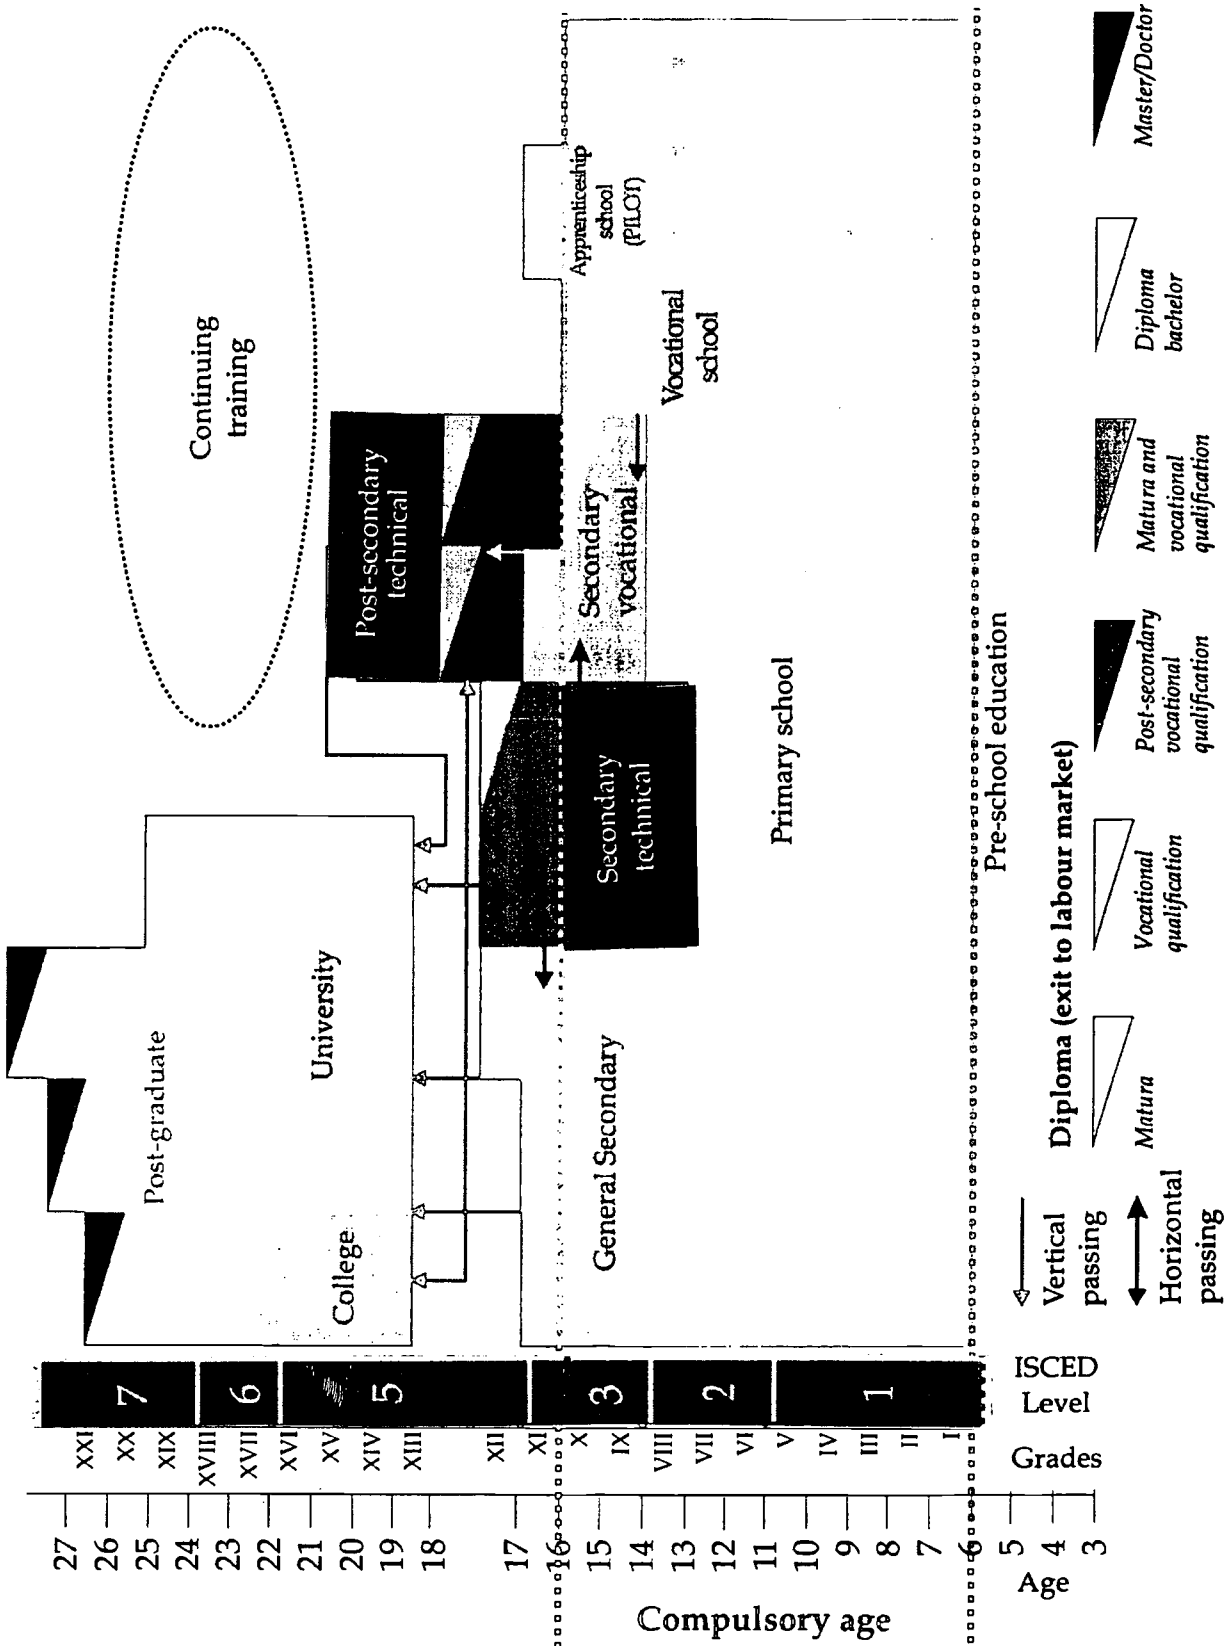 Compulsory age
Age
27
26
25
24
23
22
21
20
19
18
17
16
15
14
13
12
11
10
9
8
7
6
5
4
3
Grades
XXI
XX
XIX
XVIII
XVII
XVI
XV
XIV
XIII
XII
XI
X
IX
VIII
VII
VI
V
IV
III
II
I
ISCED
Level
7
6
5
3
2
1
Continuing
training
Post-graduate
University
College
Post-secondary
technical
General Secondary
Secondary
technical
Secondary
vocational
Vocational
school
Apprenticeship
school
(PILOT)
Primary school
Pre-school education
Vertical
passing
Horizontal
passing
Diploma (exit to labour market)
Matura
Vocational
qualification
Post-secondary
vocational
qualification
Matura and
vocational
qualification
Diploma
bachelor
Master/Doctor